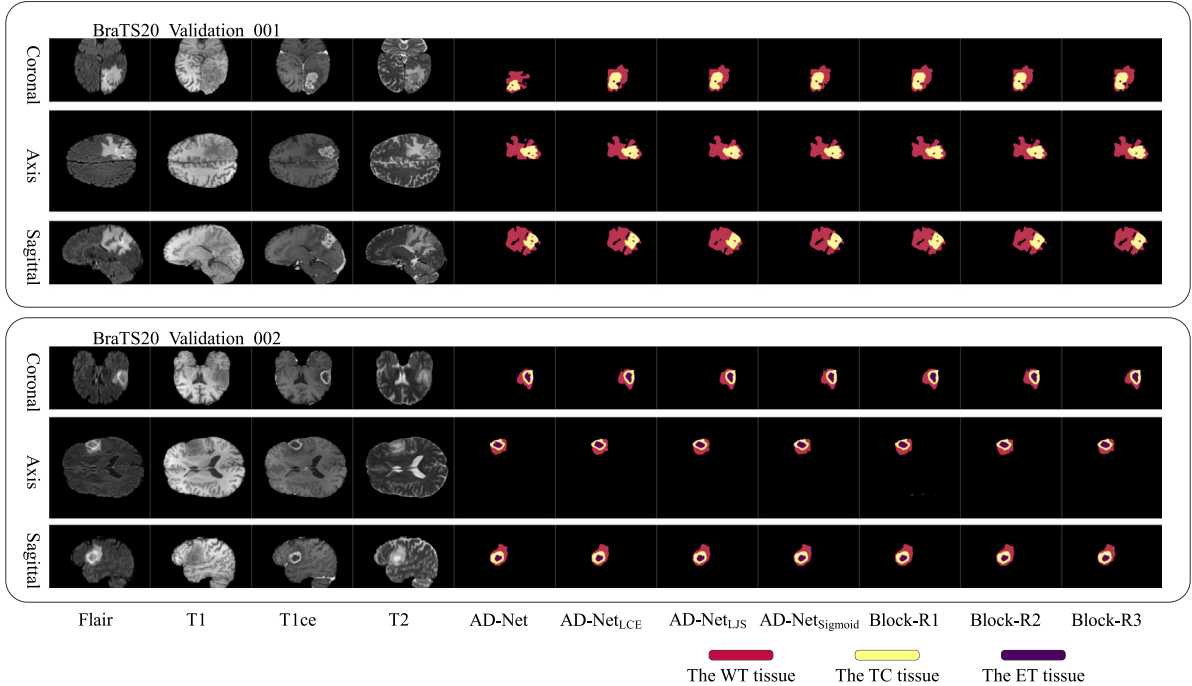 BraTS20 Validation 001
Coronal
Axis
Sagittal
BraTS20 Validation 002
Coronal
Axis
Sagittal
Flair T1 T1ce T2 AD-Net AD-NetLCE AD-NetLJS AD-NetSigmoid Block-R1 Block-R2 Block-R3
The WT tissue The TC tissue The ET tissue